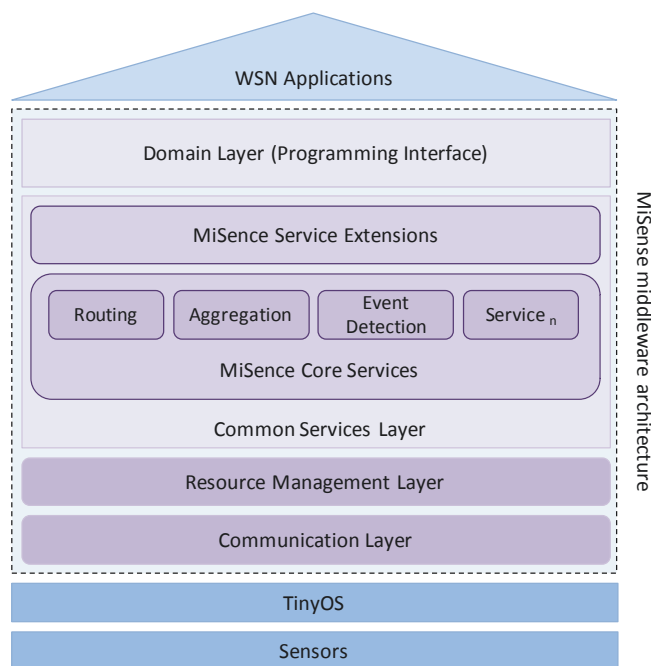 WSN Applications
Domain Layer (Programming Interface)
MiSence Service Extensions
Routing
Aggregation
Event
Detection
Service n
MiSence Core Services
Common Services Layer
Resource Management Layer
Communication Layer
MiSense middleware architecture
TinyOS
Sensors